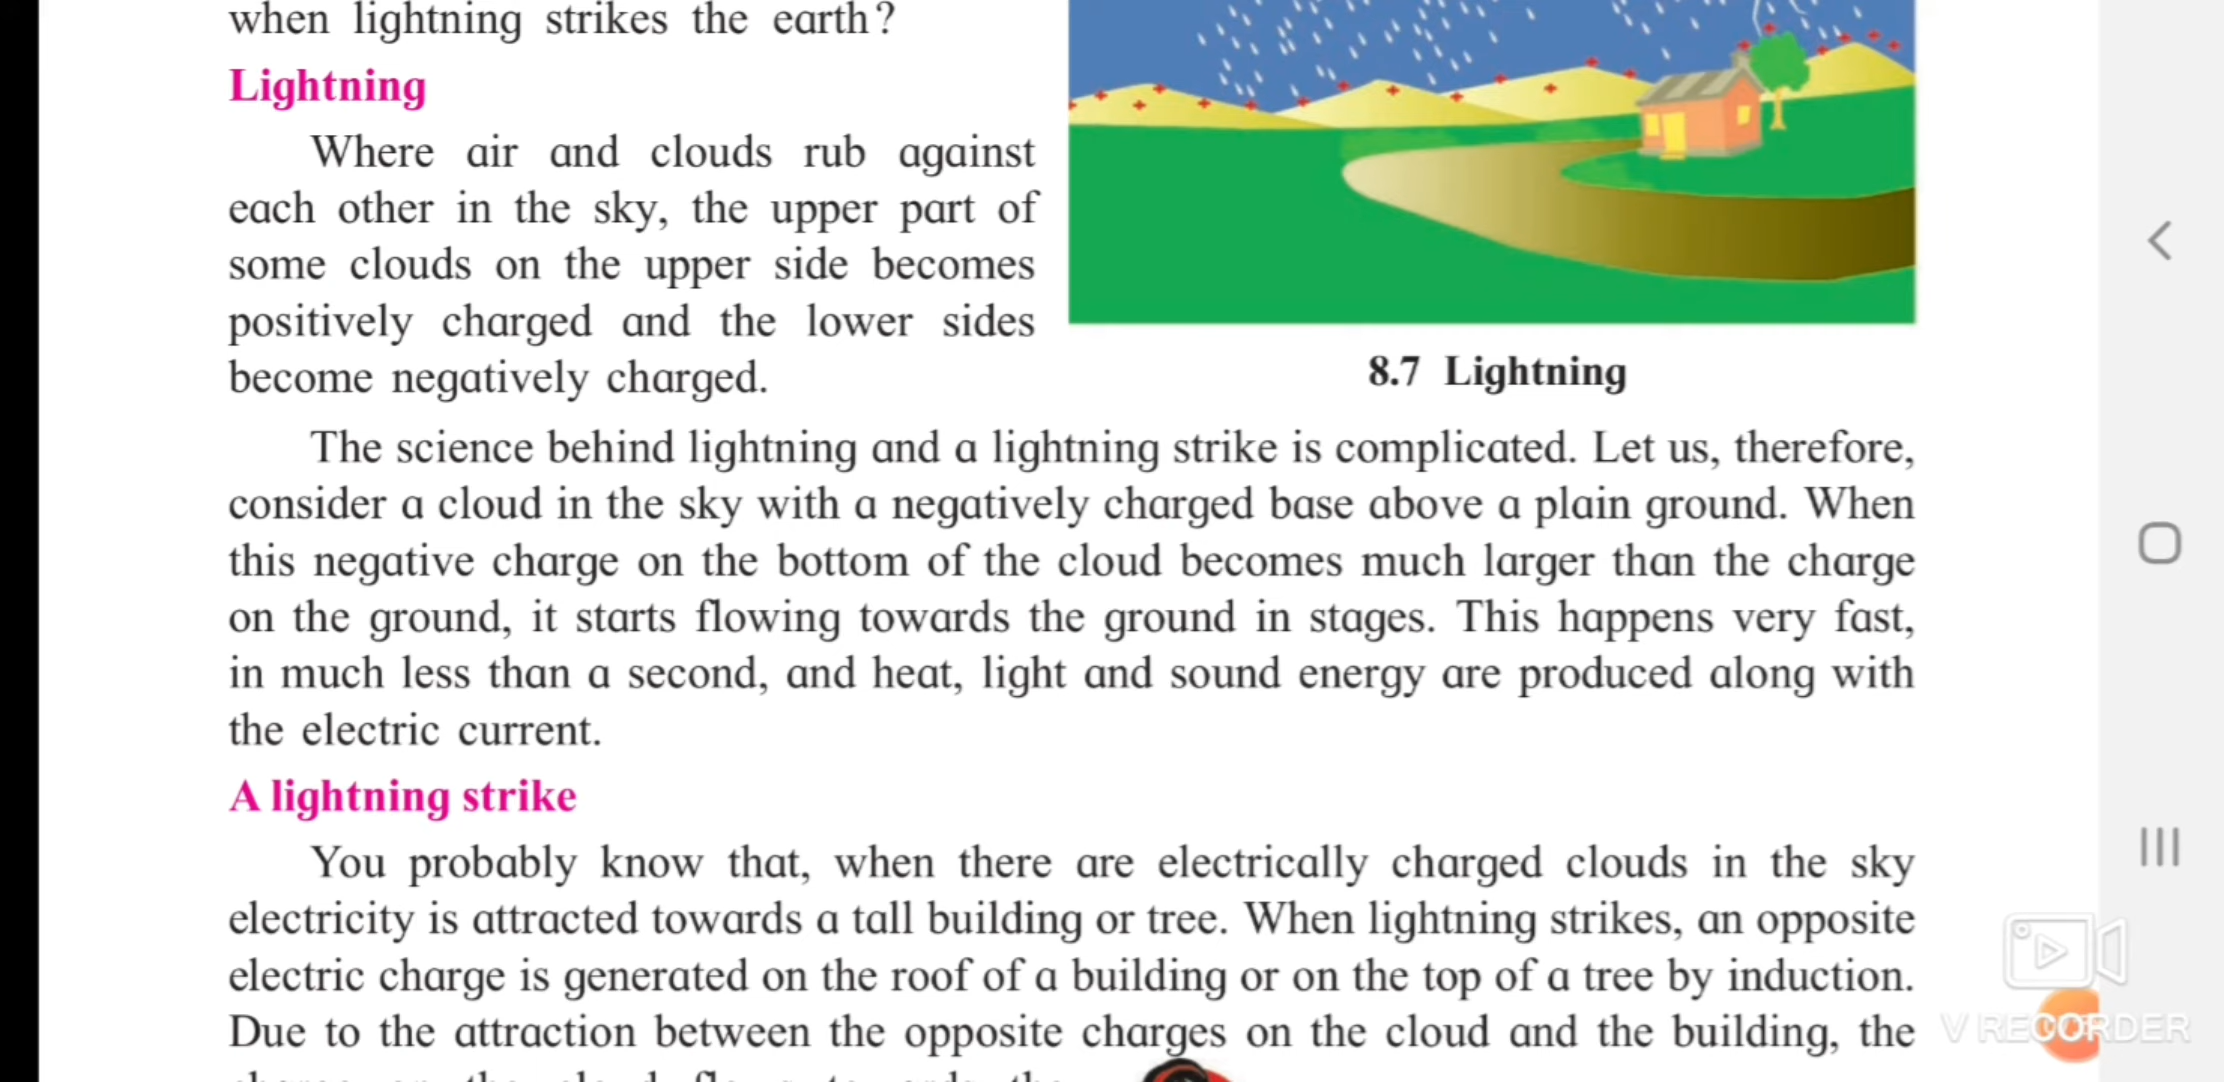 when lightning strikes the earth?
Lightning
Where air and clouds rub against
each other in the sky, the upper part of
some clouds on the upper side becomes
positively charged and the lower sides
become negatively charged.
8.7 Lightning
The science behind lightning and a lightning strike is complicated. Let us, therefore,
consider a cloud in the sky with a negatively charged base above a plain ground. When
this negative charge on the bottom of the cloud becomes much larger than the charge
on the ground, it starts flowing towards the ground in stages. This happens very fast,
in much less than a second, and heat, light and sound energy are produced along with
the electric current.
A lightning strike
You probably know that, when there are electrically charged clouds in the sky
electricity is attracted towards a tall building or tree. When lightning strikes, an opposite
electric charge is generated on the roof of a building or on the top of a tree by induction.
Due to the attraction between the opposite charges on the cloud and the building, the
V RECORDER